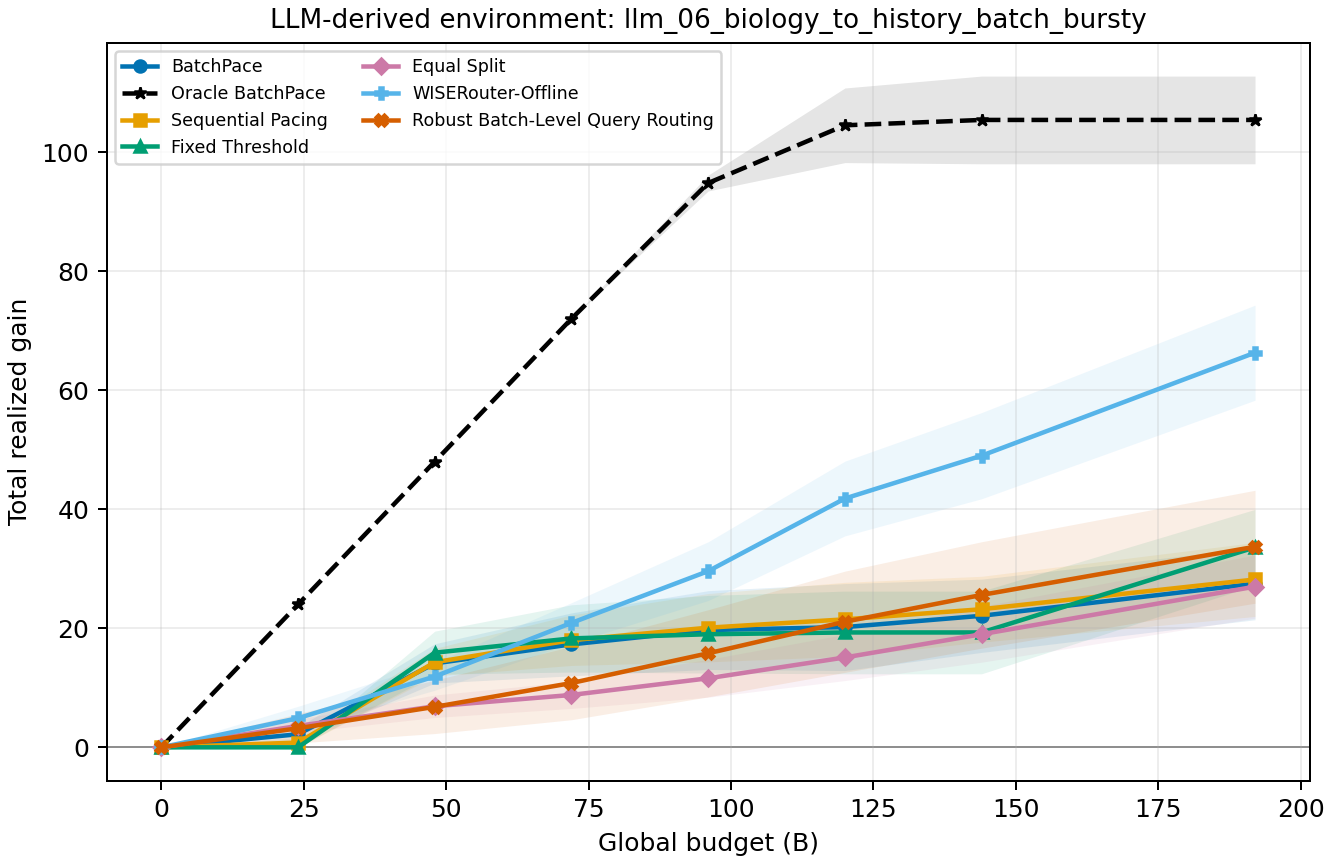 LLM-derived environment: llm_06_biology_to_history_batch_bursty
BatchPace
Oracle BatchPace
Sequential Pacing
Fixed Threshold
Equal Split
WISERouter-Offline
Robust Batch-Level Query Routing
Total realized gain
100
80
60
40
20
0
0 25 50 75 100 125 150 175 200
Global budget (B)